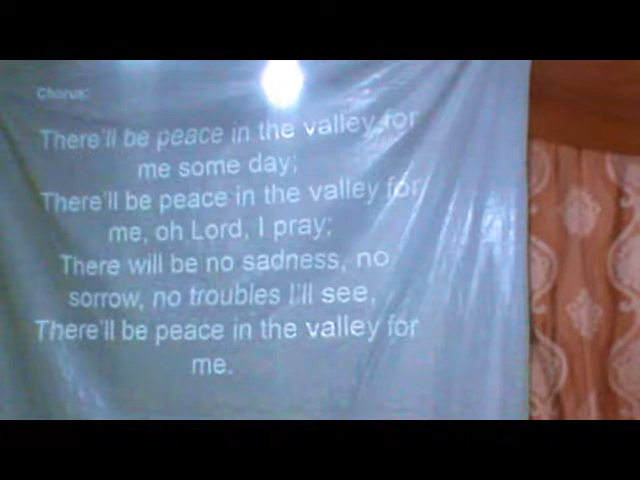 Chorus:
There'll be peace in the valley for
me some day;
There'll be peace in the valley for
me, oh Lord, I pray;
There will be no sadness, no
sorrow, no troubles I'll see,
There'll be peace in the valley for
me.